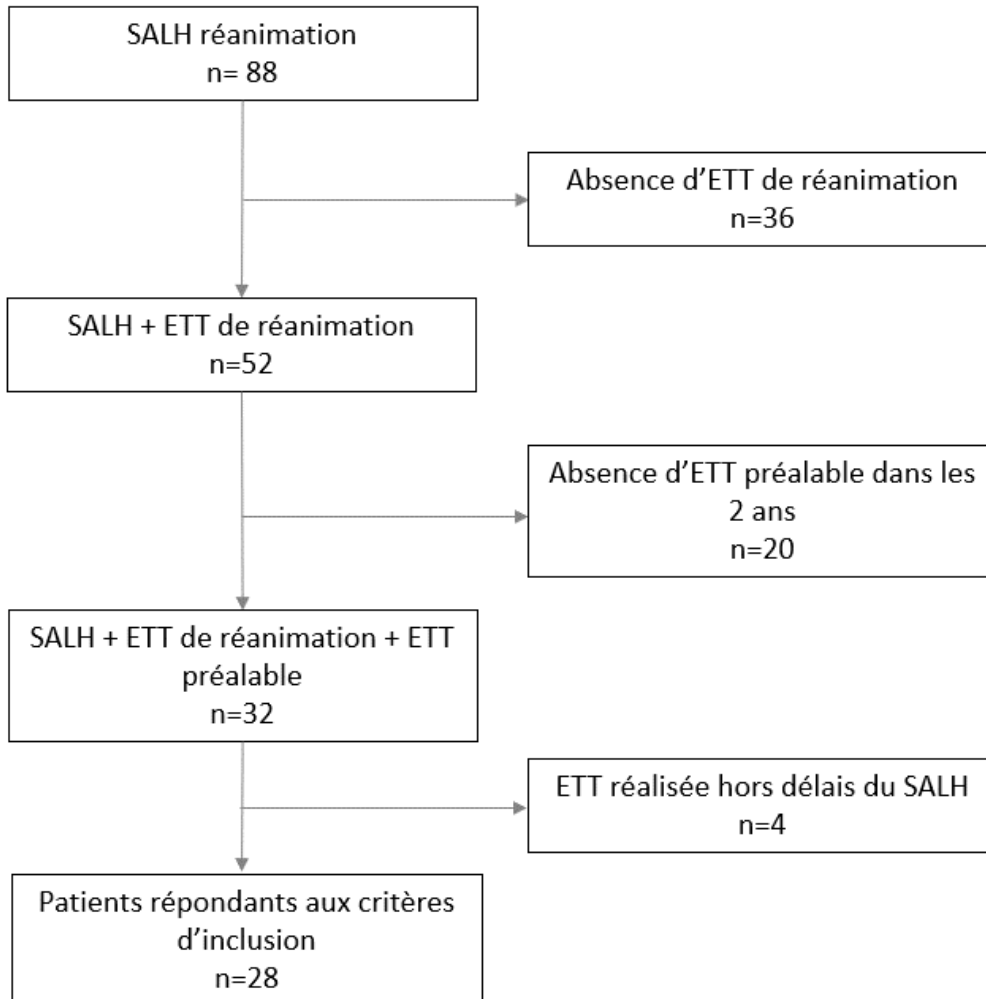 SALH réanimation
n= 88
Absence d’ETT de réanimation
n=36
SALH + ETT de réanimation
n=52
Absence d’ETT préalable dans les
2 ans
n=20
SALH + ETT de réanimation + ETT
préalable
n=32
ETT réalisée hors délais du SALH
n=4
Patients répondants aux critères
d’inclusion
n=28